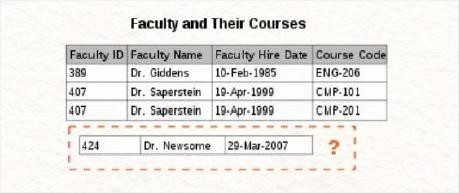 Faculty and Their Courses
Faculty ID Faculty Name Faculty Hire Date Course Code
389 Dr. Giddens 10-Feb-1985 ENG-206
407 Dr. Saperstein 19-Apr-1999 CMP-101
407 Dr. Saperstein 19-Apr-1999 CMP-201
424 Dr. Newsome 29-Mar-2007 ?